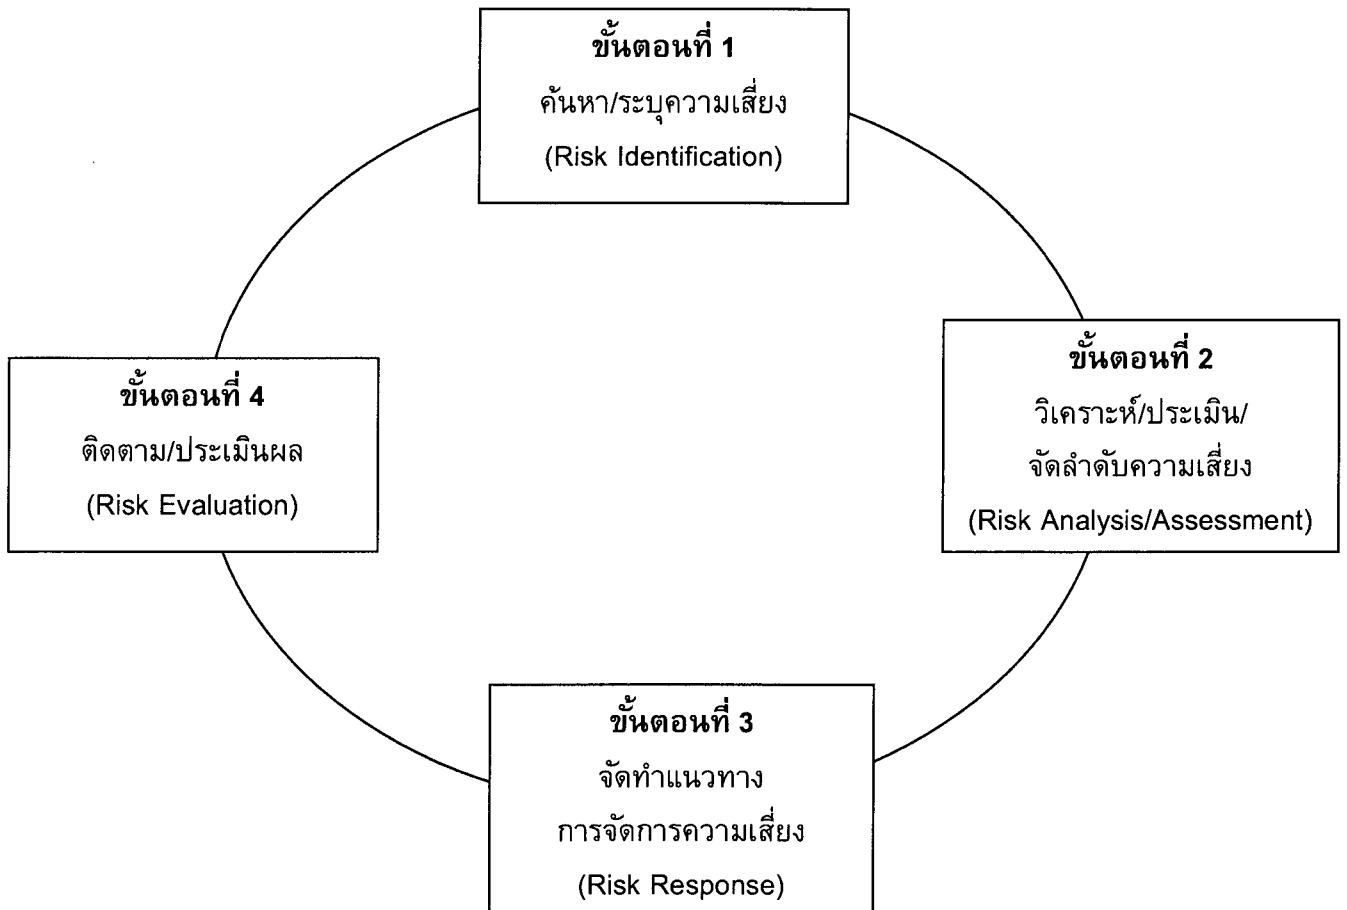 ขั้นตอนที่ 1
ค้นหา/ระบุความเสี่ยง
(Risk Identification)
ขั้นตอนที่ 2
วิเคราะห์/ประเมิน/
จัดลำดับความเสี่ยง
(Risk Analysis/Assessment)
ขั้นตอนที่ 3
จัดทำแนวทาง
การจัดการความเสี่ยง
(Risk Response)
ขั้นตอนที่ 4
ติดตาม/ประเมินผล
(Risk Evaluation)